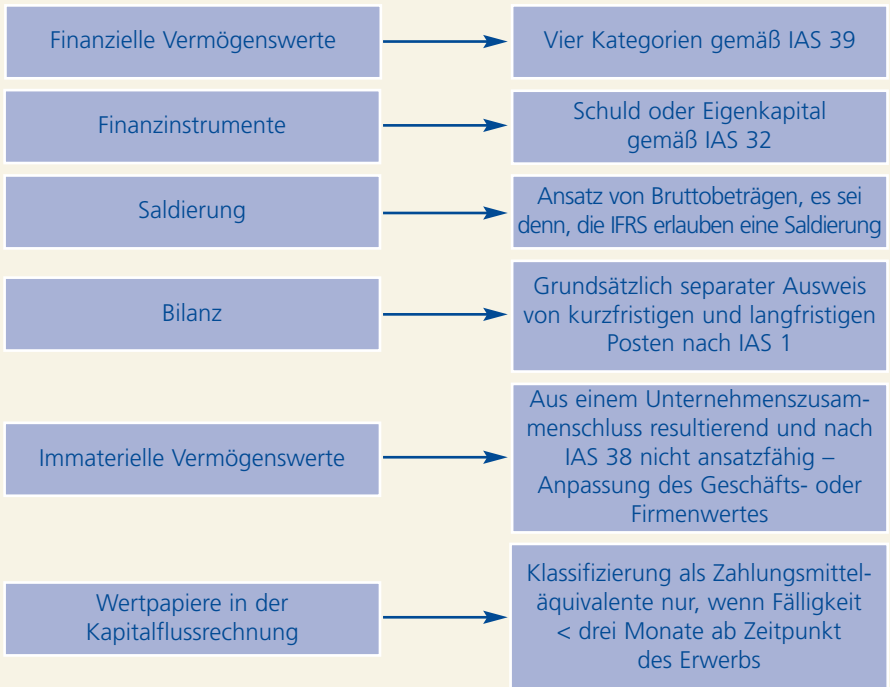 Finanzielle Vermögenswerte
Vier Kategorien gemäß IAS 39
Finanzinstrumente
Schuld oder Eigenkapital
gemäß IAS 32
Saldierung
Ansatz von Bruttobeträgen, es sei
denn, die IFRS erlauben eine Saldierung
Bilanz
Grundsätzlich separater Ausweis
von kurzfristigen und langfristigen
Posten nach IAS 1
Immaterielle Vermögenswerte
Aus einem Unternehmenszusam-
menschluss resultierend und nach
IAS 38 nicht ansatzfähig –
Anpassung des Geschäfts- oder
Firmenwertes
Wertpapiere in der
Kapitalflussrechnung
Klassifizierung als Zahlungsmittel-
äquivalente nur, wenn Fälligkeit
< drei Monate ab Zeitpunkt
des Erwerbs